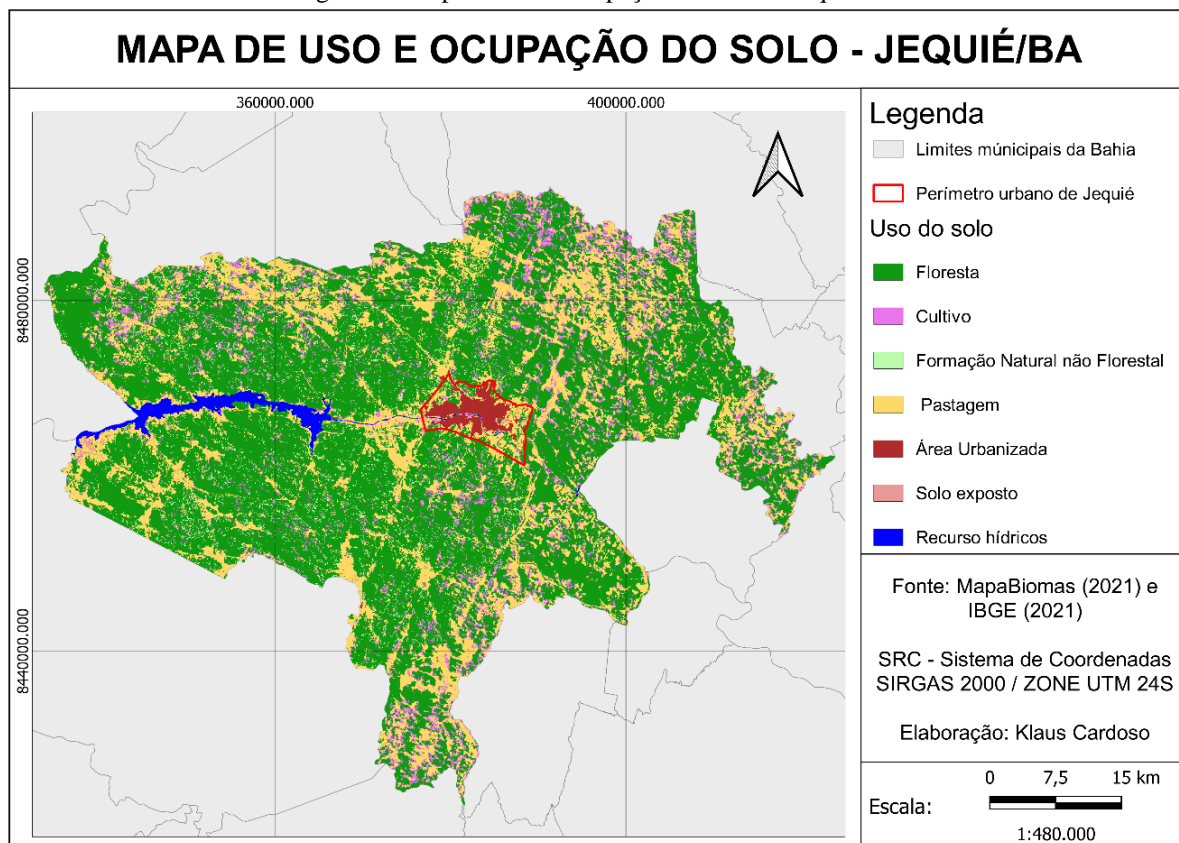 MAPA DE USO E OCUPAÇÃO DO SOLO - JEQUIÉ/BA
360000.000
400000.000
8480000.000
8440000.000
Legenda
Limites múnicipais da Bahia
Perímetro urbano de Jequié
Uso do solo
Floresta
Cultivo
Formação Natural não Florestal
Pastagem
Área Urbanizada
Solo exposto
Recurso hídricos
Fonte: MapaBiomas (2021) e
IBGE (2021)
SRC - Sistema de Coordenadas
SIRGAS 2000 / ZONE UTM 24S
Elaboração: Klaus Cardoso
0 7,5 15 km
Escala:
1:480.000